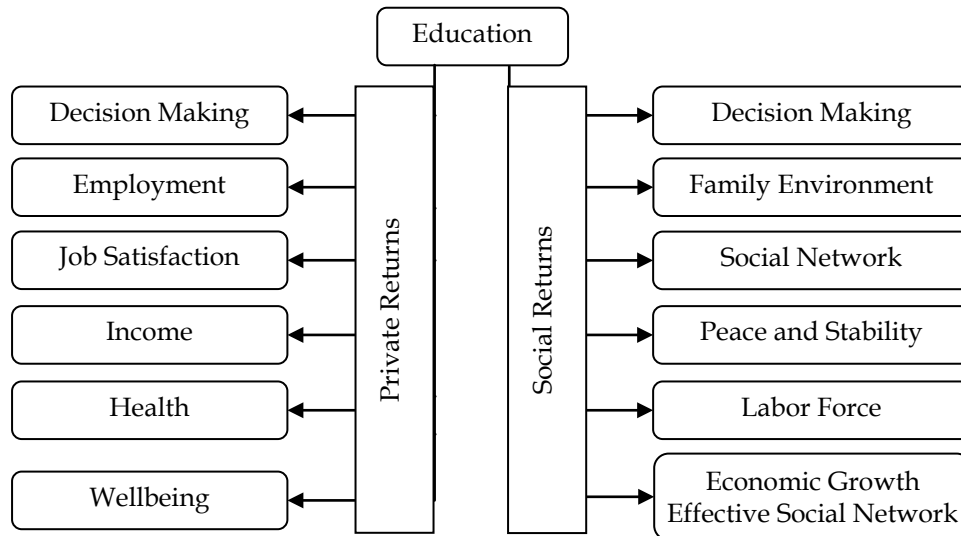 Education
Decision Making
Employment
Job Satisfaction
Income
Health
Wellbeing
Private Returns
Social Returns
Decision Making
Family Environment
Social Network
Peace and Stability
Labor Force
Economic Growth
Effective Social Network